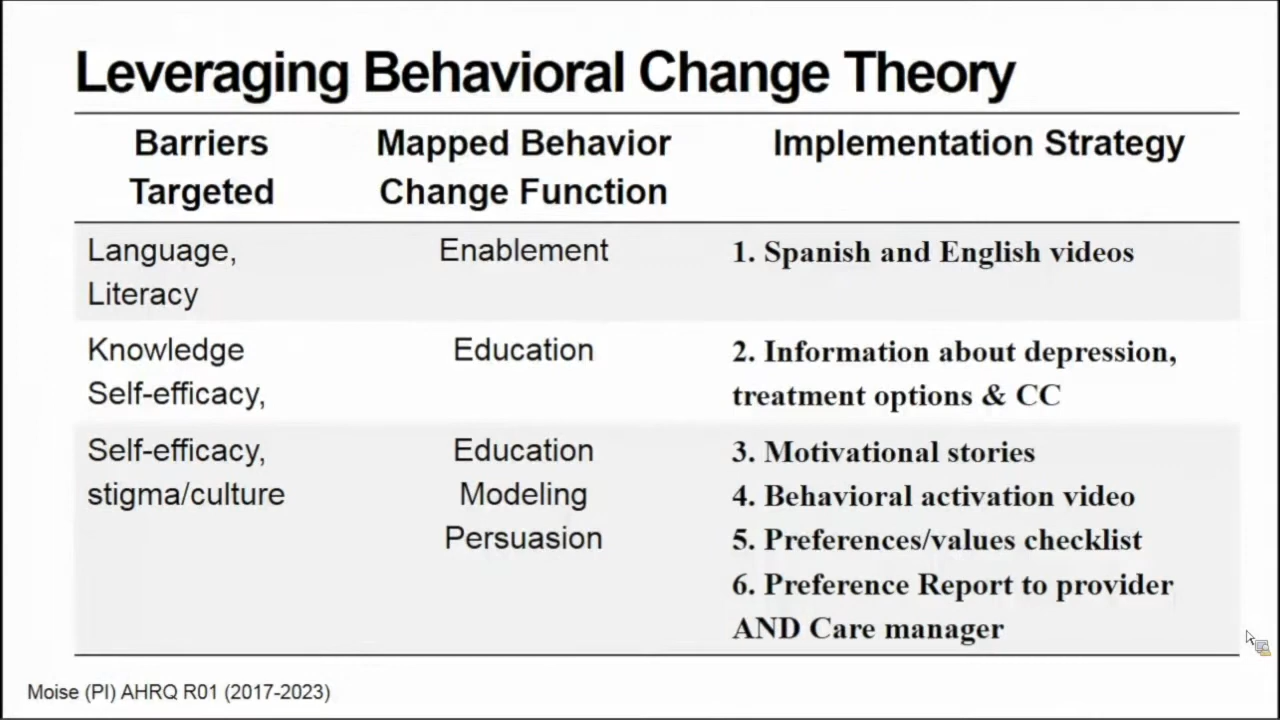 Leveraging Behavioral Change Theory
Barriers Targeted
Mapped Behavior Change Function
Implementation Strategy
Language,
Literacy
Enablement
1. Spanish and English videos
Knowledge
Self-efficacy,
Education
2. Information about depression,
treatment options & CC
Self-efficacy,
stigma/culture
Education
Modeling
Persuasion
3. Motivational stories
4. Behavioral activation video
5. Preferences/values checklist
6. Preference Report to provider
AND Care manager
Moise (PI) AHRQ R01 (2017-2023)